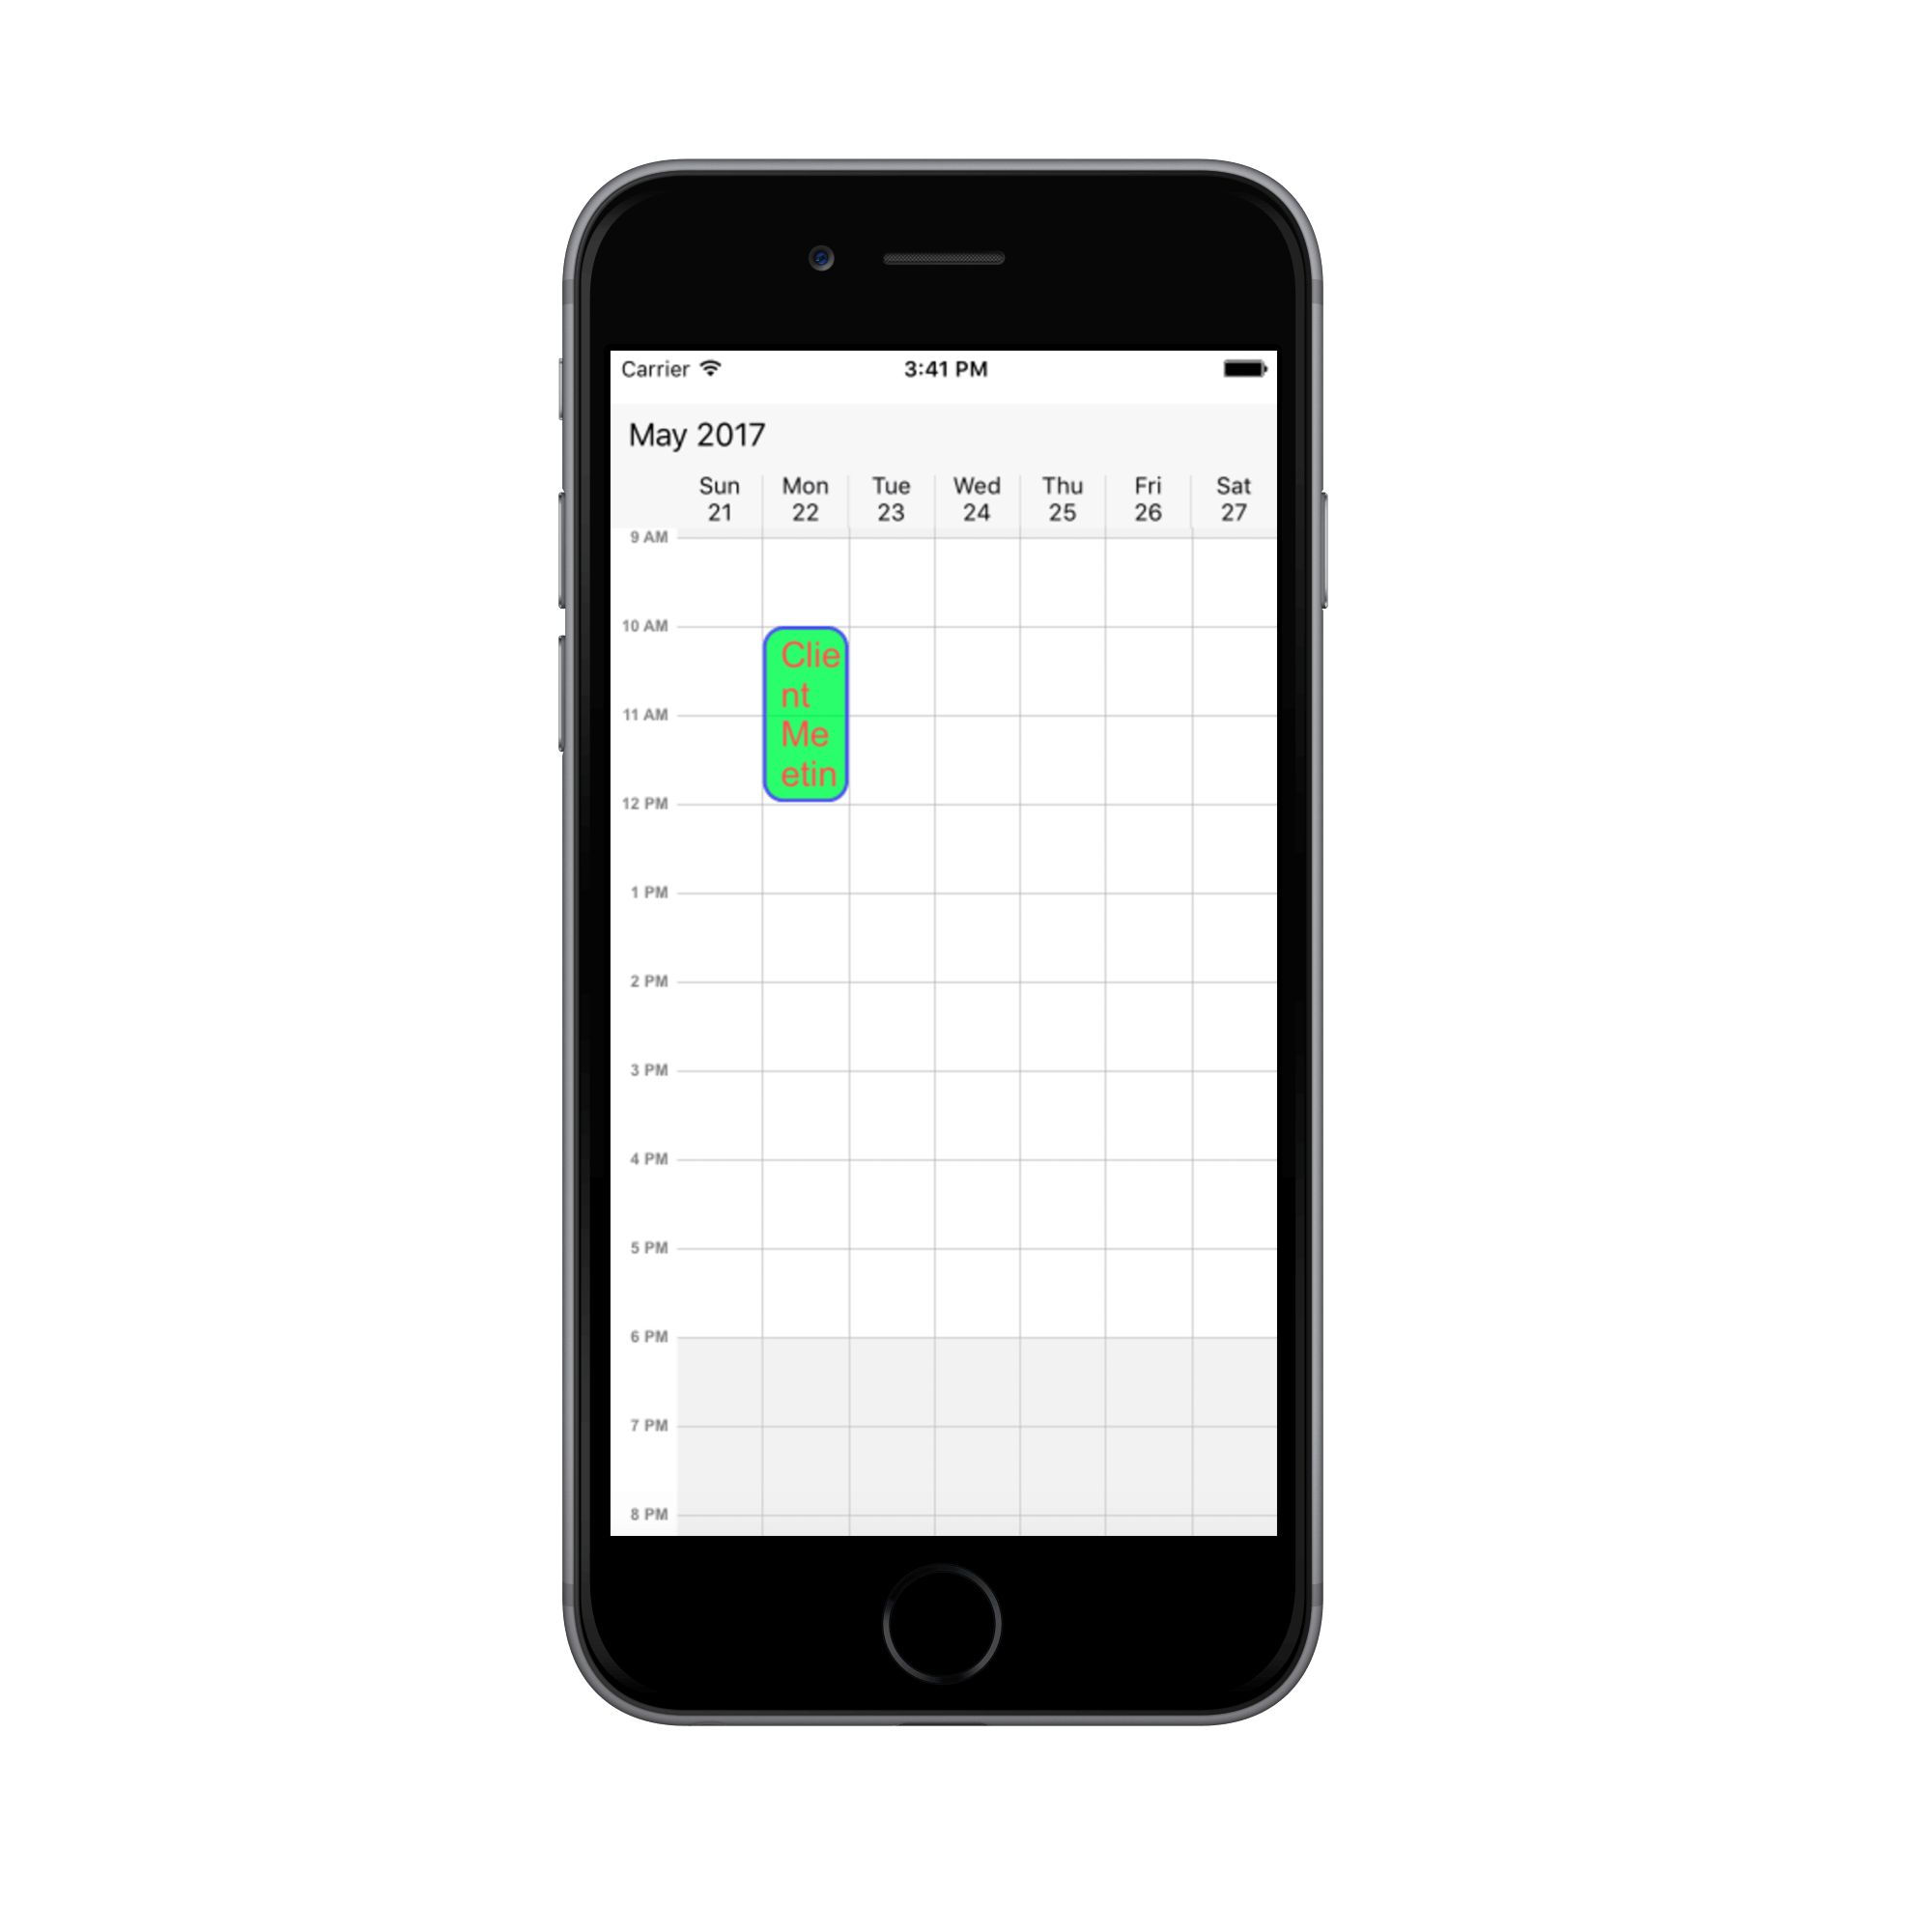 Carrier 3:41 PM
May 2017
Sun Mon Tue Wed Thu Fri Sat
21 22 23 24 25 26 27
9 AM
10 AM
Clie
nt
11 AM
Me
etin
12 PM
1 PM
2 PM
3 PM
4 PM
5 PM
6 PM
7 PM
8 PM